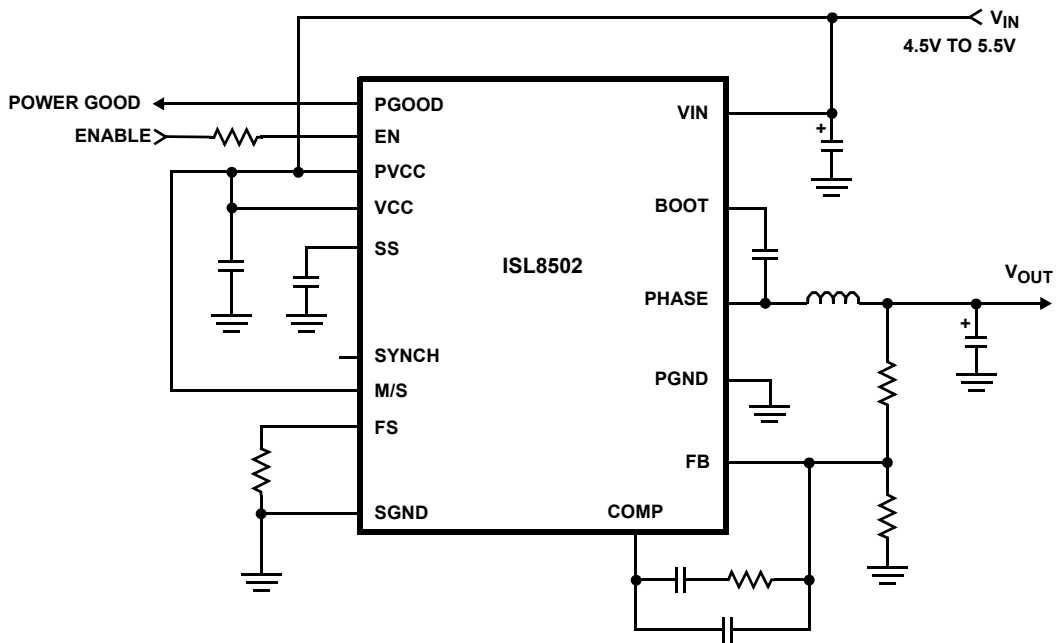 VIN
4.5V TO 5.5V
POWER GOOD
ENABLE
PGOOD
EN
PVCC
VCC
SS
SYNCH
M/S
FS
SGND
ISL8502
COMP
VIN
BOOT
PHASE
PGND
FB
+
VOUT
+